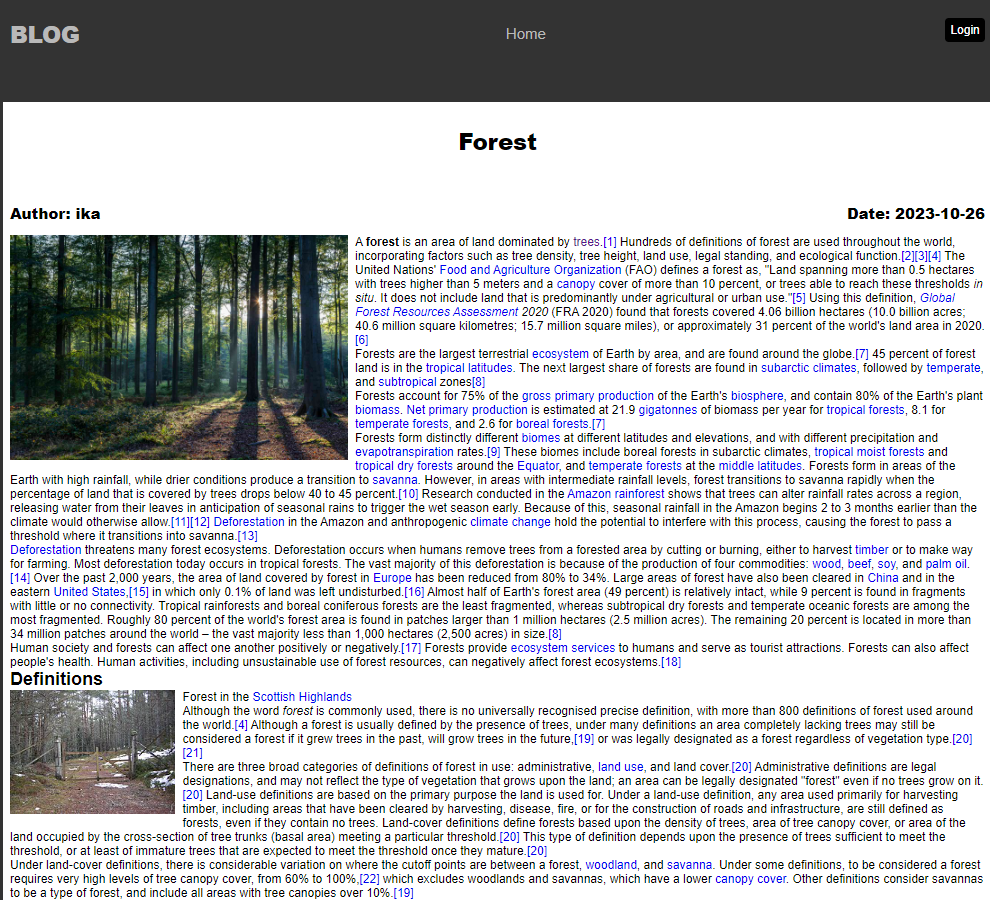 BLOG
Home
Login
Forest
Author: ika
Date: 2023-10-26
A forest is an area of land dominated by trees.[1] Hundreds of definitions of forest are used throughout the world,
incorporating factors such as tree density, tree height, land use, legal standing, and ecological function.[2][3][4] The
United Nations' Food and Agriculture Organization (FAO) defines a forest as, "Land spanning more than 0.5 hectares
with trees higher than 5 meters and a canopy cover of more than 10 percent, or trees able to reach these thresholds in
situ. It does not include land that is predominantly under agricultural or urban use."[5] Using this definition, Global
Forest Resources Assessment 2020 (FRA 2020) found that forests covered 4.06 billion hectares (10.0 billion acres;
40.6 million square kilometres; 15.7 million square miles), or approximately 31 percent of the world's land area in 2020.
[6]
Forests are the largest terrestrial ecosystem of Earth by area, and are found around the globe.[7] 45 percent of forest
land is in the tropical latitudes. The next largest share of forests are found in subarctic climates, followed by temperate,
and subtropical zones[8]
Forests account for 75% of the gross primary production of the Earth's biosphere, and contain 80% of the Earth's plant
biomass. Net primary production is estimated at 21.9 gigatonnes of biomass per year for tropical forests, 8.1 for
temperate forests, and 2.6 for boreal forests.[7]
Forests form distinctly different biomes at different latitudes and elevations, and with different precipitation and
evapotranspiration rates.[9] These biomes include boreal forests in subarctic climates, tropical moist forests and
tropical dry forests around the Equator, and temperate forests at the middle latitudes. Forests form in areas of the
Earth with high rainfall, while drier conditions produce a transition to savanna. However, in areas with intermediate rainfall levels, forest transitions to savanna rapidly when the
percentage of land that is covered by trees drops below 40 to 45 percent.[10] Research conducted in the Amazon rainforest shows that trees can alter rainfall rates across a region,
releasing water from their leaves in anticipation of seasonal rains to trigger the wet season early. Because of this, seasonal rainfall in the Amazon begins 2 to 3 months earlier than the
climate would otherwise allow.[11][12] Deforestation in the Amazon and anthropogenic climate change hold the potential to interfere with this process, causing the forest to pass a
threshold where it transitions into savanna.[13]
Deforestation threatens many forest ecosystems. Deforestation occurs when humans remove trees from a forested area by cutting or burning, either to harvest timber or to make way
for farming. Most deforestation today occurs in tropical forests. The vast majority of this deforestation is because of the production of four commodities: wood, beef, soy, and palm oil.
[14] Over the past 2,000 years, the area of land covered by forest in Europe has been reduced from 80% to 34%. Large areas of forest have also been cleared in China and in the
eastern United States,[15] in which only 0.1% of land was left undisturbed.[16] Almost half of Earth's forest area (49 percent) is relatively intact, while 9 percent is found in fragments
with little or no connectivity. Tropical rainforests and boreal coniferous forests are the least fragmented, whereas subtropical dry forests and temperate oceanic forests are among the
most fragmented. Roughly 80 percent of the world's forest area is found in patches larger than 1 million hectares (2.5 million acres). The remaining 20 percent is located in more than
34 million patches around the world – the vast majority less than 1,000 hectares (2,500 acres) in size.[8]
Human society and forests can affect one another positively or negatively.[17] Forests provide ecosystem services to humans and serve as tourist attractions. Forests can also affect
people's health. Human activities, including unsustainable use of forest resources, can negatively affect forest ecosystems.[18]
Definitions
Forest in the Scottish Highlands
Although the word forest is commonly used, there is no universally recognised precise definition, with more than 800 definitions of forest used around
the world.[4] Although a forest is usually defined by the presence of trees, under many definitions an area completely lacking trees may still be
considered a forest if it grew trees in the past, will grow trees in the future,[19] or was legally designated as a forest regardless of vegetation type.[20]
[21]
There are three broad categories of definitions of forest in use: administrative, land use, and land cover.[20] Administrative definitions are legal
designations, and may not reflect the type of vegetation that grows upon the land; an area can be legally designated "forest" even if no trees grow on it.
[20] Land-use definitions are based on the primary purpose the land is used for. Under a land-use definition, any area used primarily for harvesting
timber, including areas that have been cleared by harvesting, disease, fire, or for the construction of roads and infrastructure, are still defined as
forests, even if they contain no trees. Land-cover definitions define forests based upon the density of trees, area of tree canopy cover, or area of the
land occupied by the cross-section of tree trunks (basal area) meeting a particular threshold.[20] This type of definition depends upon the presence of trees sufficient to meet the
threshold, or at least of immature trees that are expected to meet the threshold once they mature.[20]
Under land-cover definitions, there is considerable variation on where the cutoff points are between a forest, woodland, and savanna. Under some definitions, to be considered a forest
requires very high levels of tree canopy cover, from 60% to 100%,[22] which excludes woodlands and savannas, which have a lower canopy cover. Other definitions consider savannas
to be a type of forest, and include all areas with tree canopies over 10%.[19]